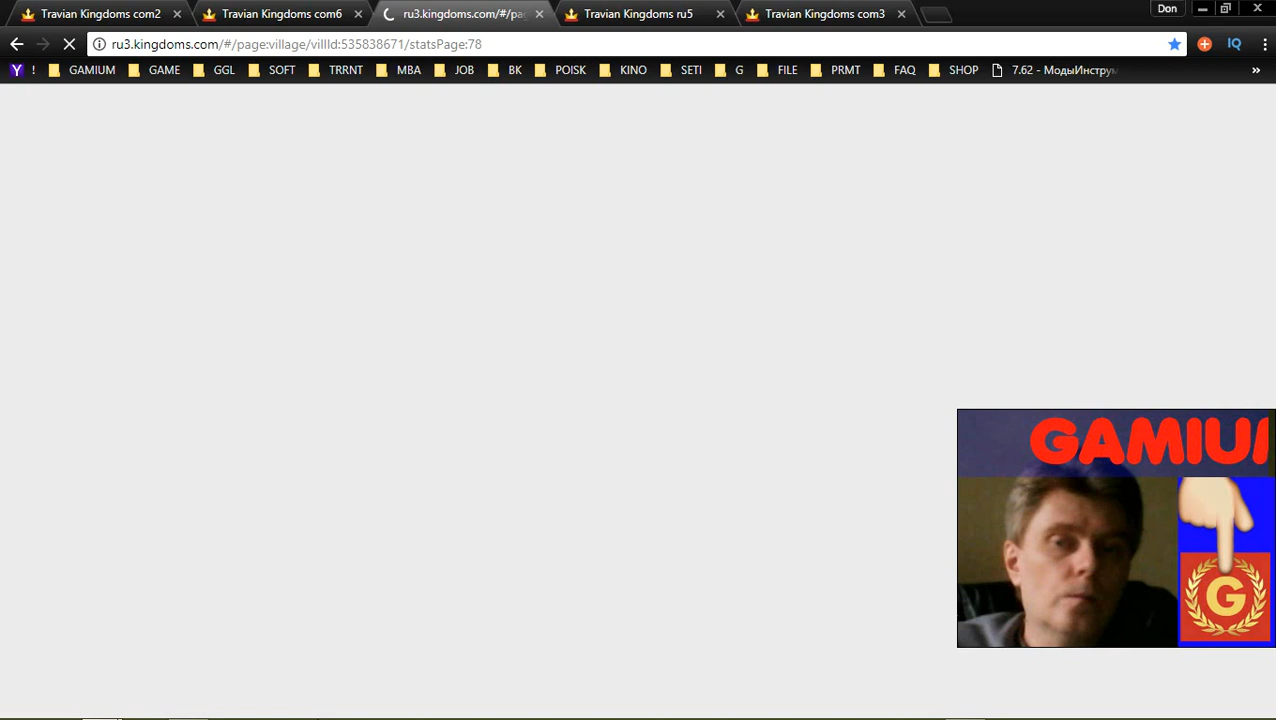 Travian Kingdoms com2
Travian Kingdoms com6
ru3.kingdoms.com/#/pa
Travian Kingdoms ru5
Travian Kingdoms com3
Don
ru3.kingdoms.com/#/page:village/villId:535838671/statsPage:78
IQ
Y !
GAMIUM
GAME
GGL
SOFT
TRRNT
MBA
JOB
BK
POISK
KINO
SETI
G
FILE
PRMT
FAQ
SHOP
7.62 - МодыИнструм
»
GAMIUM
G